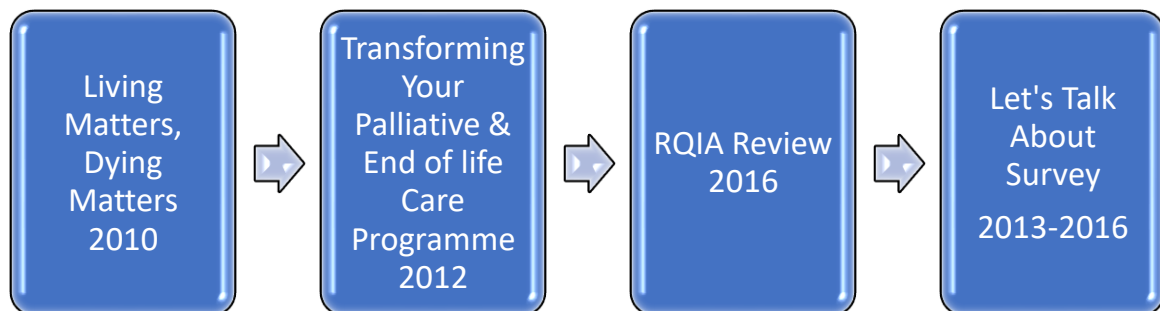 Living
Matters,
Dying
Matters
2010
Transforming
Your
Palliative &
End of life
Care
Programme
2012
RQIA Review
2016
Let's Talk
About
Survey
2013-2016